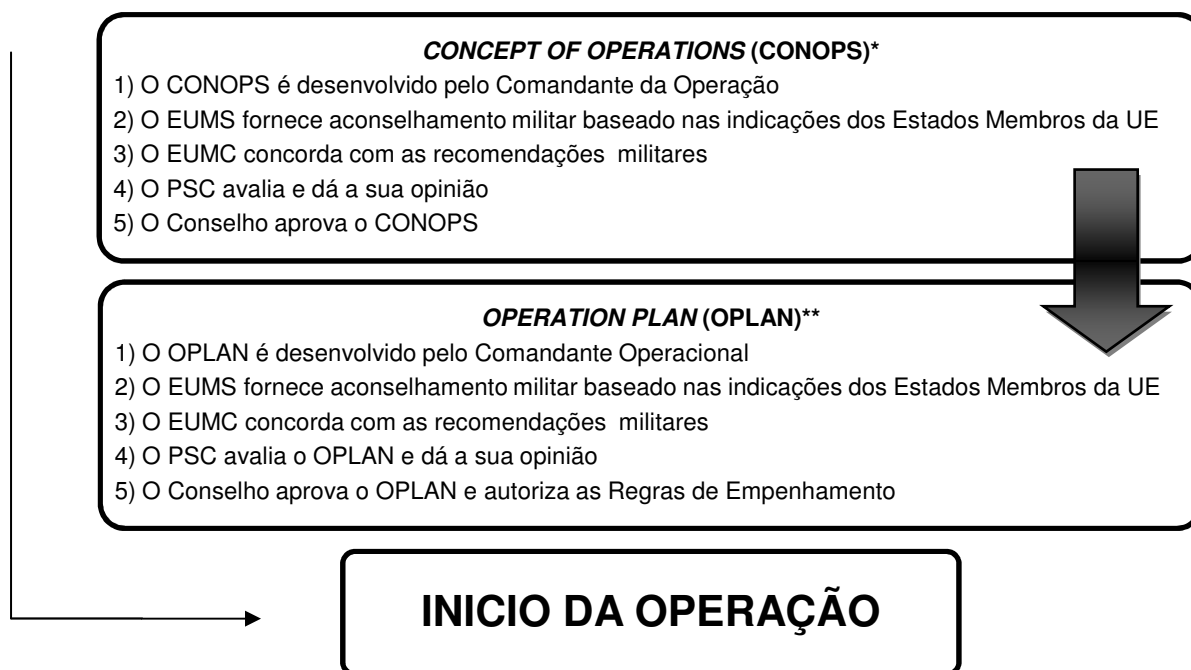 CONCEPT OF OPERATIONS (CONOPS)*
1) O CONOPS é desenvolvido pelo Comandante da Operação
2) O EUMS fornece aconselhamento militar baseado nas indicações dos Estados Membros da UE
3) O EUMC concorda com as recomendações militares
4) O PSC avalia e dá a sua opinião
5) O Conselho aprova o CONOPS
OPERATION PLAN (OPLAN)**
1) O OPLAN é desenvolvido pelo Comandante Operacional
2) O EUMS fornece aconselhamento militar baseado nas indicações dos Estados Membros da UE
3) O EUMC concorda com as recomendações militares
4) O PSC avalia o OPLAN e dá a sua opinião
5) O Conselho aprova o OPLAN e autoriza as Regras de Empenhamento
INICIO DA OPERAÇÃO